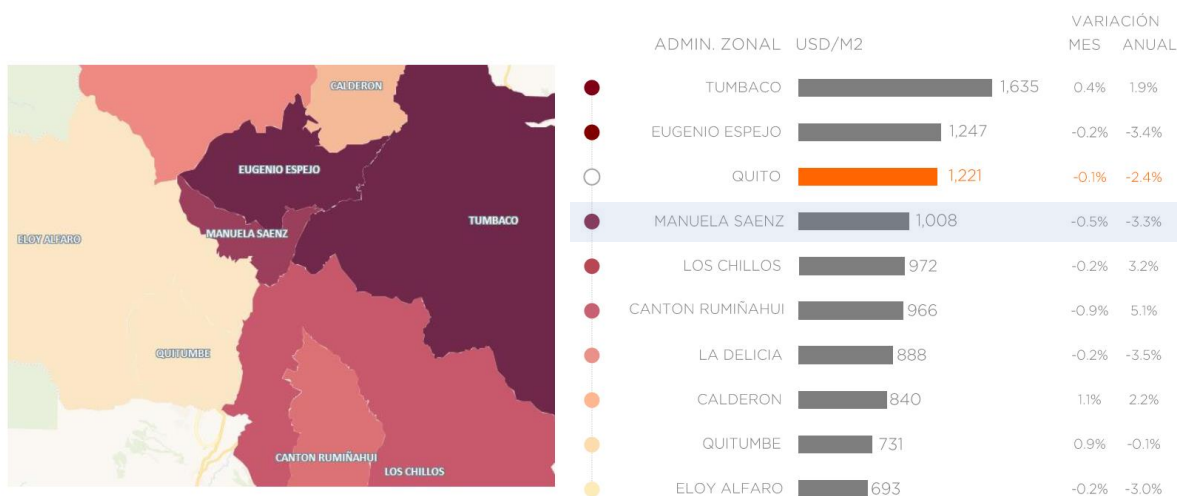 CALDERON
EUGENIO ESPEJO
TUMBACO
MANUELA SAENZ
ELOY ALFARO
QUITUMBE
CANTON RUMIÑAHUI
LOS CHILLOS
VARIACIÓN
ADMIN. ZONAL USD/M2 MES ANUAL
TUMBACO 1,635 0.4% 1.9%
EUGENIO ESPEJO 1,247 -0.2% -3.4%
QUITO 1,221 -0.1% -2.4%
MANUELA SAENZ 1,008 -0.5% -3.3%
LOS CHILLOS 972 -0.2% 3.2%
CANTON RUMIÑAHUI 966 -0.9% 5.1%
LA DELICIA 888 -0.2% -3.5%
CALDERON 840 1.1% 2.2%
QUITUMBE 731 0.9% -0.1%
ELOY ALFARO 693 -0.2% -3.0%